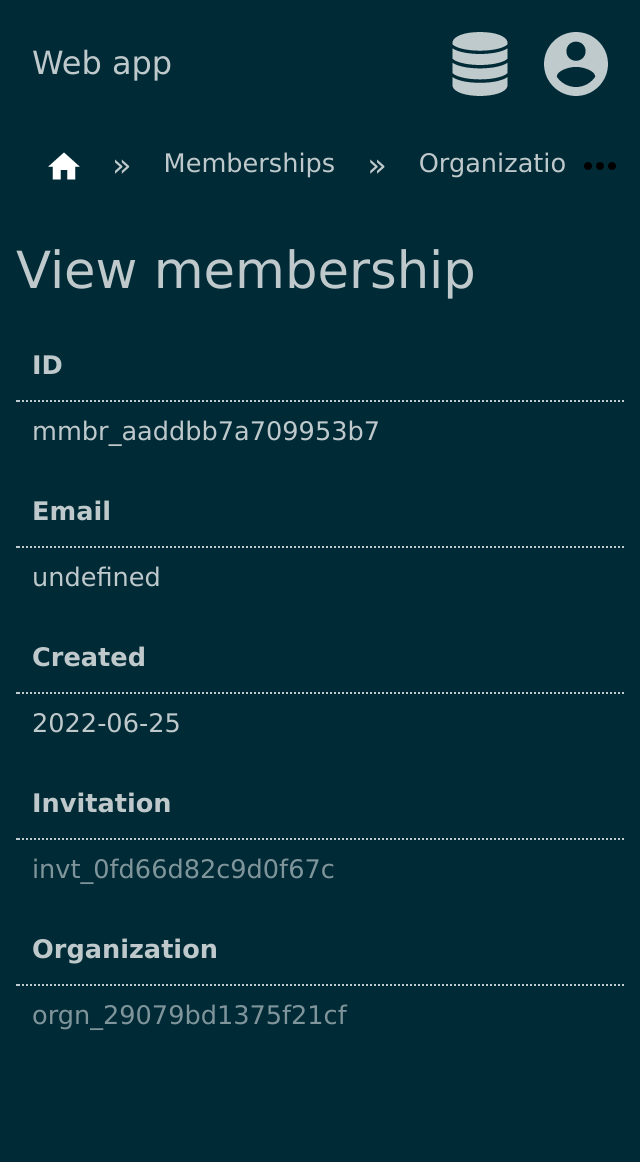 Web app
» Memberships » Organizatio •••
View membership
ID
mmbr_aaddbb7a709953b7
Email
undefined
Created
2022-06-25
Invitation
invt_0fd66d82c9d0f67c
Organization
orgn_29079bd1375f21cf